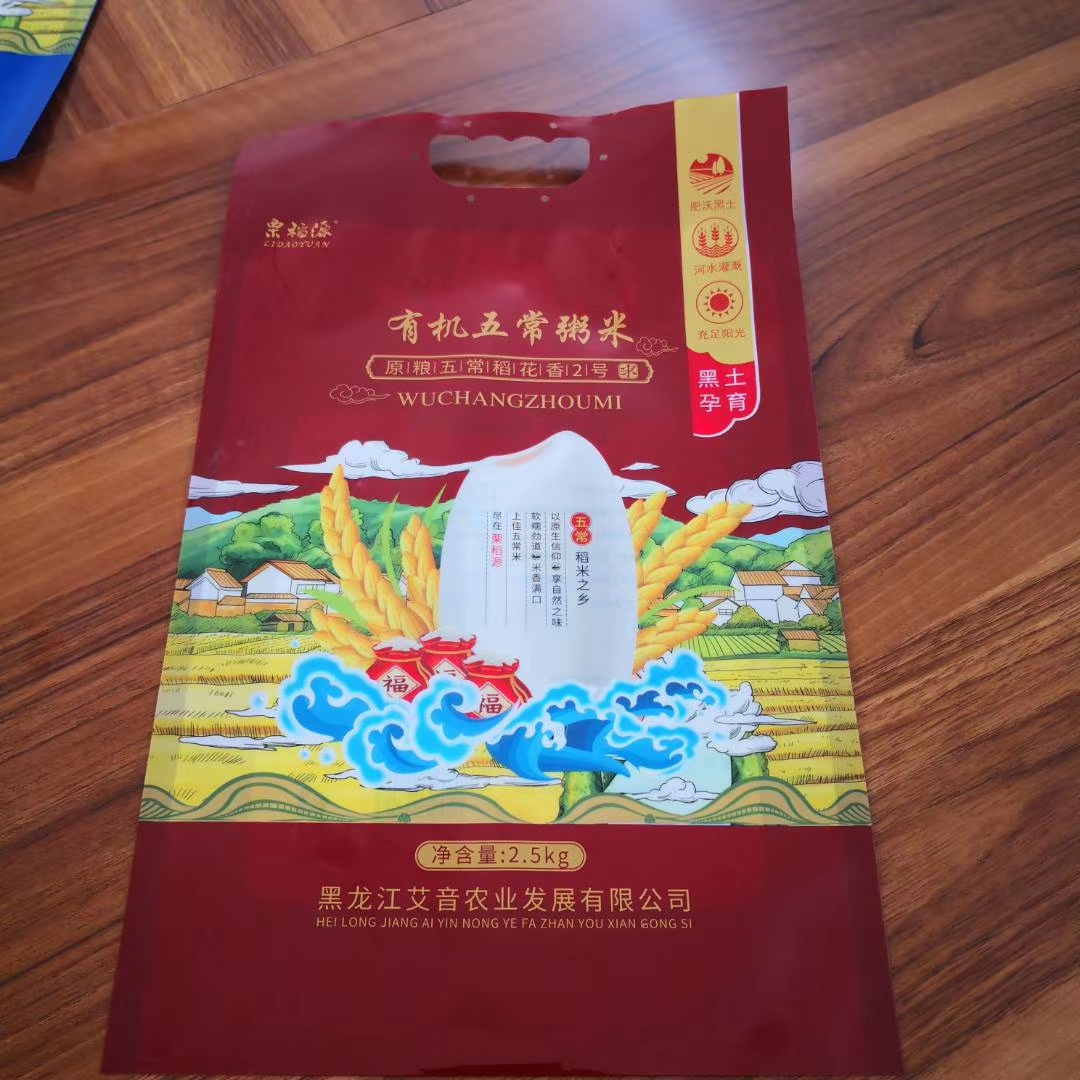 栗稻源®
LIDAOYUAN
肥沃黑土
河水灌溉
充足阳光
黑土
孕育
有机五常粥米
原粮五常稻花香2号
WUCHANGZHOUMI
五常 稻米之乡
以原生信仰 享自然之味
软糯劲道 米香满口
上佳五常米
尽在栗稻源
福
福
福
净含量:2.5kg
黑龙江艾音农业发展有限公司
HEI LONG JIANG AI YIN NONG YE FA ZHAN YOU XIAN GONG SI